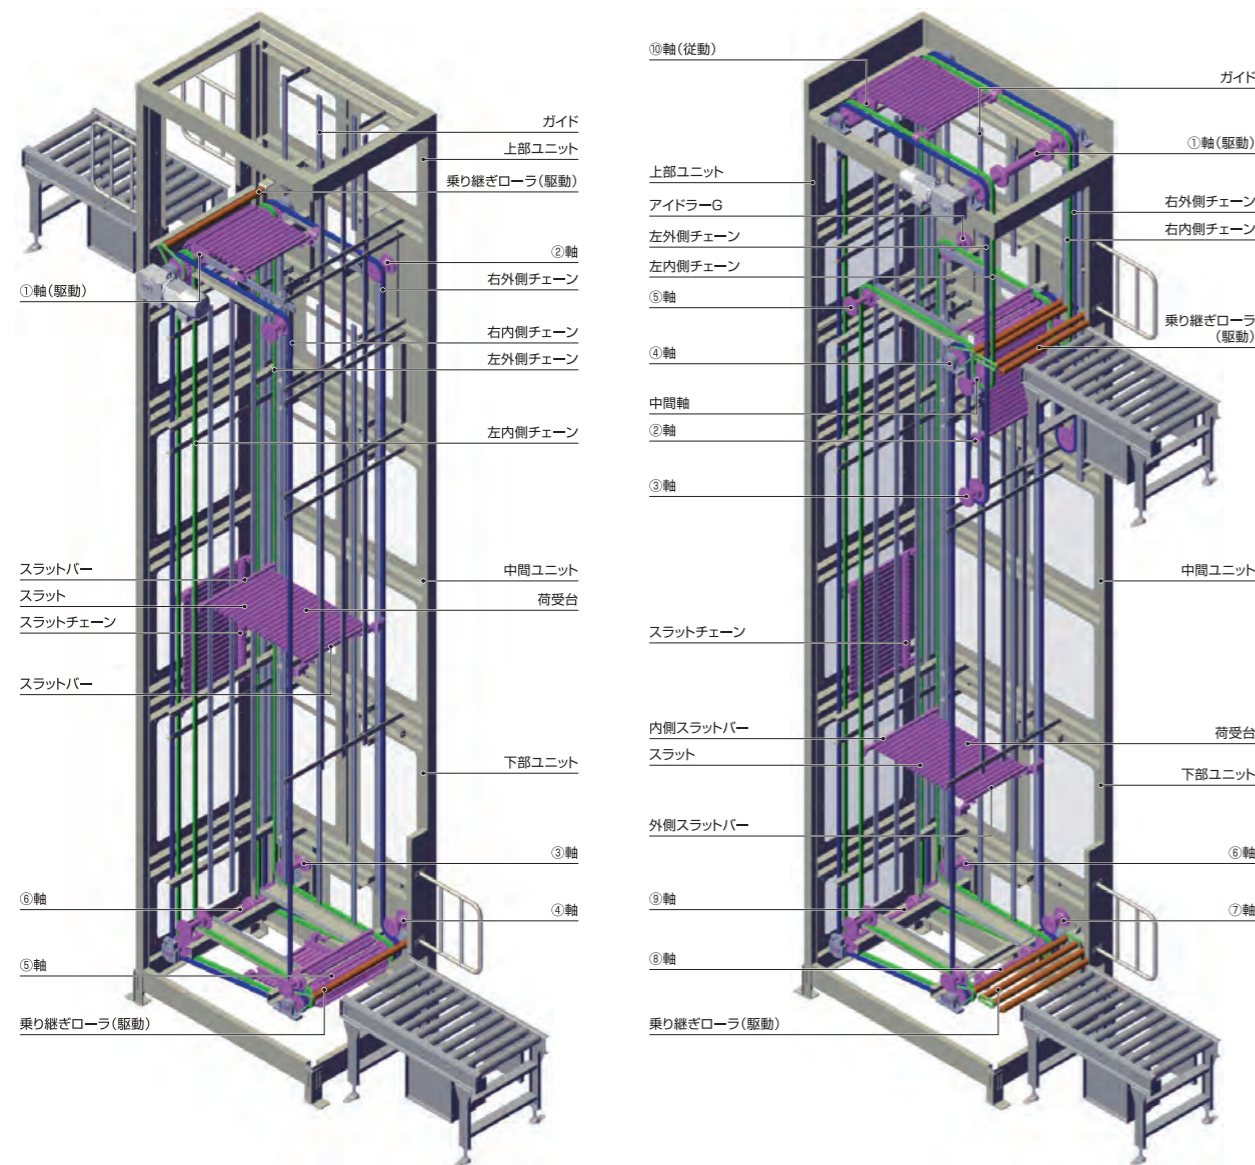 ガイド
上部ユニット
乗り継ぎローラ(駆動)
②軸
①軸(駆動)
右外側チェーン
右内側チェーン
左外側チェーン
左内側チェーン
スラットバー
スラット
スラットチェーン
スラットバー
中間ユニット
荷受台
下部ユニット
③軸
⑥軸
④軸
⑤軸
乗り継ぎローラ(駆動)
⑩軸(従動)
ガイド
①軸(駆動)
上部ユニット
アイドラーG
左外側チェーン
左内側チェーン
右外側チェーン
右内側チェーン
⑤軸
乗り継ぎローラ
(駆動)
④軸
中間軸
②軸
③軸
中間ユニット
スラットチェーン
内側スラットバー
スラット
荷受台
下部ユニット
外側スラットバー
⑥軸
⑨軸
⑦軸
⑧軸
乗り継ぎローラ(駆動)